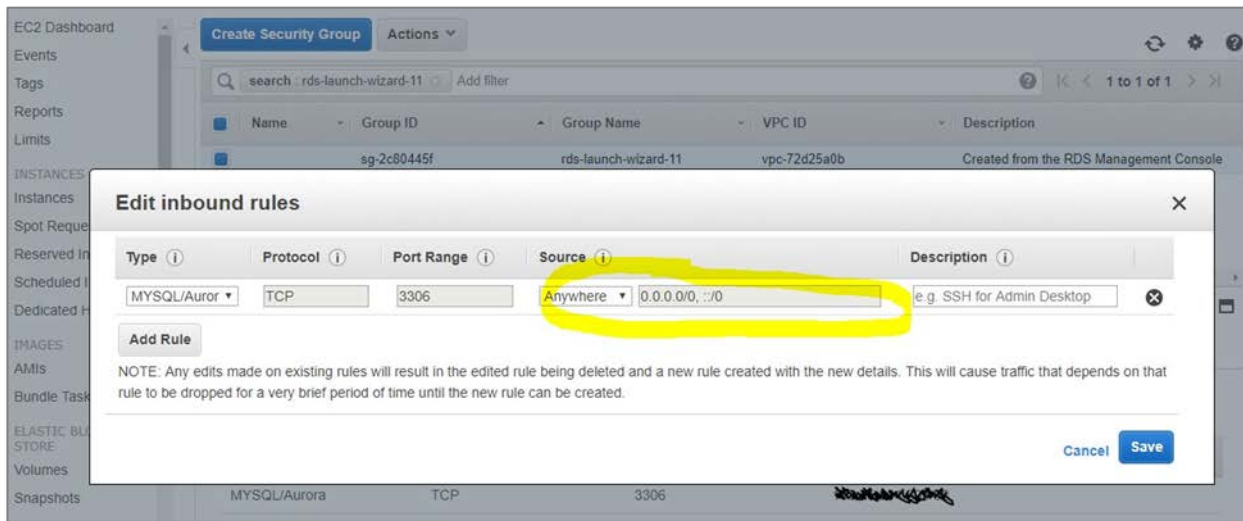 EC2 Dashboard
Events
Tags
Reports
Limits
INSTANCES
Instances
Spot Reque
Reserved In
Scheduled I
Dedicated H
IMAGES
AMIs
Bundle Task
ELASTIC BL
STORE
Volumes
Snapshots
Create Security Group Actions
search : rds-launch-wizard-11 Add filter 1 to 1 of 1
Name Group ID Group Name VPC ID Description
sg-2c80445f rds-launch-wizard-11 vpc-72d25a0b Created from the RDS Management Console
Edit inbound rules
Type Protocol Port Range Source Description
MYSQL/Auror TCP 3306 Anywhere 0.0.0.0/0, ::/0 e.g. SSH for Admin Desktop
Add Rule
NOTE: Any edits made on existing rules will result in the edited rule being deleted and a new rule created with the new details. This will cause traffic that depends on that
rule to be dropped for a very brief period of time until the new rule can be created.
Cancel Save
MYSQL/Aurora TCP 3306